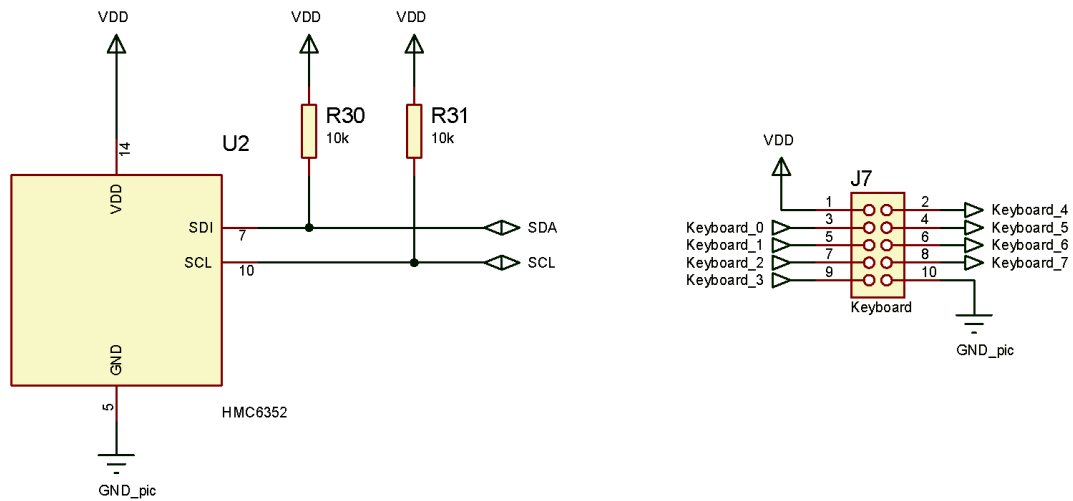 VDD
VDD
VDD
R30
10k
R31
10k
U2
14
VDD
SDI
7
SDA
SCL
10
SCL
GND
5
HMC6352
GND_pic
VDD
J7
1
2
Keyboard_4
Keyboard_0
3
4
Keyboard_5
Keyboard_1
5
6
Keyboard_6
Keyboard_2
7
8
Keyboard_7
Keyboard_3
9
10
Keyboard
GND_pic